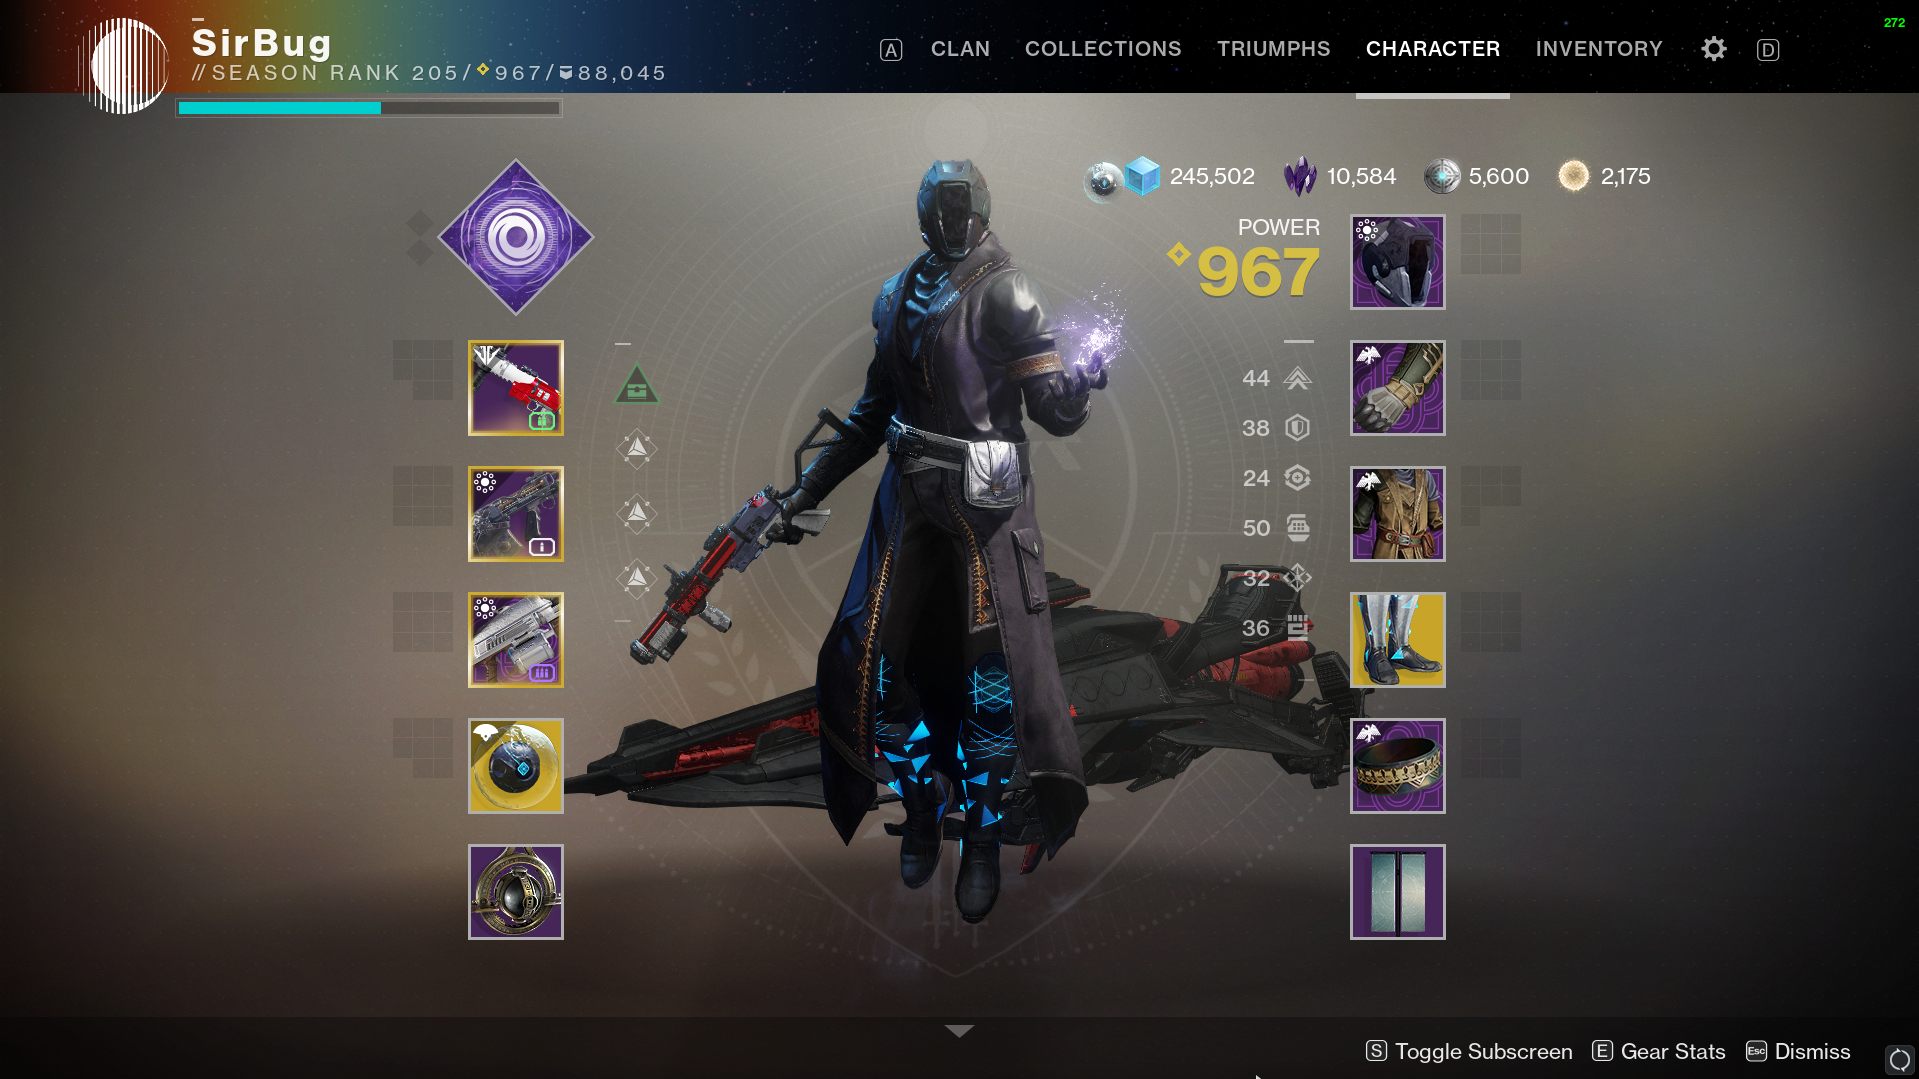 272
SirBug
// SEASON RANK 205/967/88,045
A CLAN COLLECTIONS TRIUMPHS CHARACTER INVENTORY D
245,502 10,584 5,600 2,175
POWER
967
44
38
24
50
32
36
S Toggle Subscreen E Gear Stats Esc Dismiss